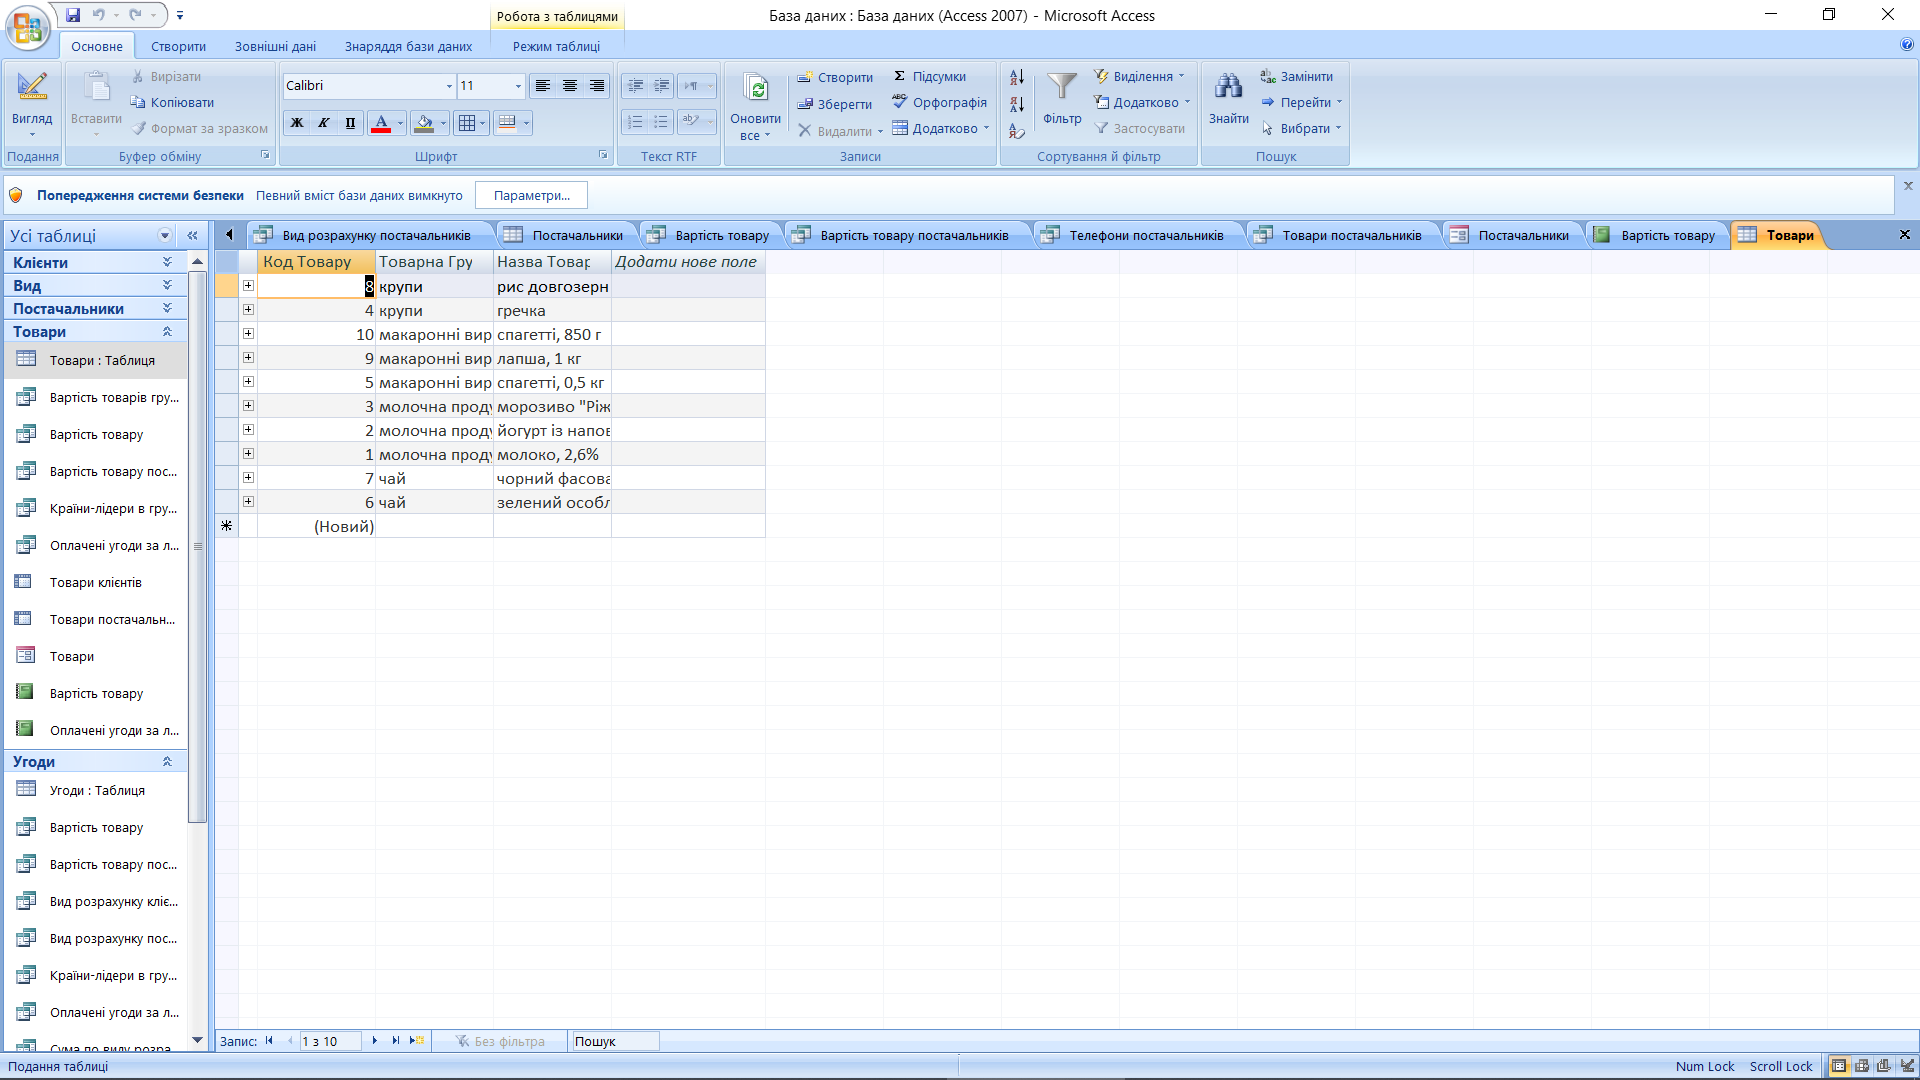 Робота з таблицями
База даних : База даних (Access 2007) - Microsoft Access
Основне
Створити
Зовнішні дані
Знаряддя бази даних
Режим таблиці
Вигляд
Подання
Вставити
Вирізати
Копіювати
Формат за зразком
Буфер обміну
Calibri
11
Ж К П
Шрифт
Текст RTF
Оновити
все
Створити
Зберегти
Видалити
Підсумки
Орфографія
Додатково
Записи
Фільтр
Виділення
Додатково
Застосувати
Сортування й фільтр
Знайти
Замінити
Перейти
Вибрати
Пошук
Попередження системи безпеки Певний вміст бази даних вимкнуто Параметри...
Усі таблиці
Клієнти
Вид
Постачальники
Товари
Товари : Таблиця
Вартість товарів гру...
Вартість товару
Вартість товару пос...
Країни-лідери в гру...
Оплачені угоди за л...
Товари клієнтів
Товари постачальн...
Товари
Вартість товару
Оплачені угоди за л...
Угоди
Угоди : Таблиця
Вартість товару
Вартість товару пос...
Вид розрахунку кліє...
Вид розрахунку пос...
Країни-лідери в гру...
Оплачені угоди за л...
Сума по виду розра...
Вид розрахунку постачальників
Постачальники
Вартість товару
Вартість товару постачальників
Телефони постачальників
Товари постачальників
Постачальники
Вартість товару
Товари
Код Товару Товарна Гру Назва Товар Додати нове поле
8 крупи рис довгозерн
4 крупи гречка
10 макаронні вир спагетті, 850 г
9 макаронні вир лапша, 1 кг
5 макаронні вир спагетті, 0,5 кг
3 молочна проду морозиво "Ріж
2 молочна проду йогурт із напов
1 молочна проду молоко, 2,6%
7 чай чорний фасова
6 чай зелений особл
(Новий)
Запис: 1 з 10 Без фільтра Пошук
Подання таблиці
Num Lock Scroll Lock